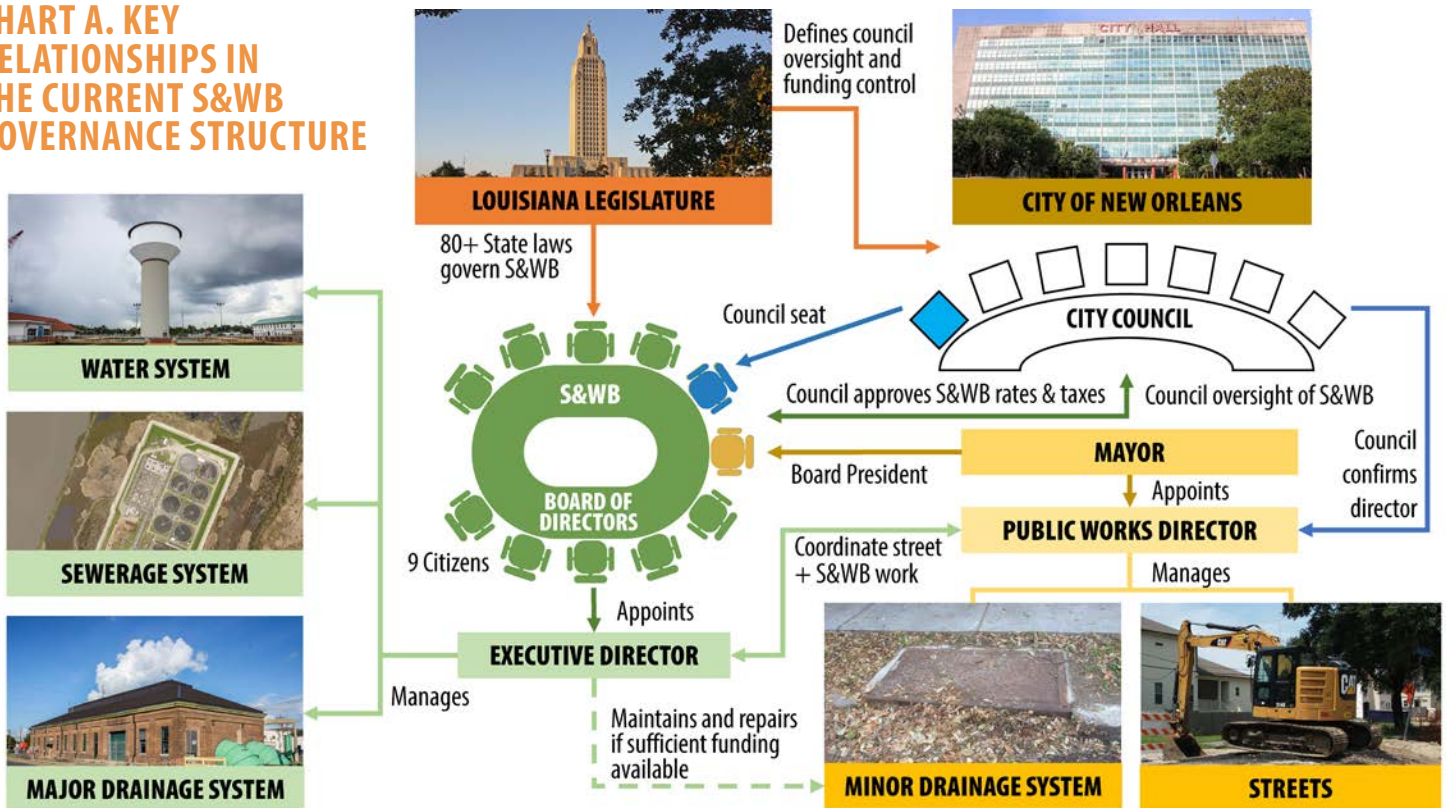 HART A. KEY
ELATIONSHIPS IN
HE CURRENT S&WB
OVERNANCE STRUCTURE
LOUISIANA LEGISLATURE
Defines council
oversight and
funding control
CITY HALL
CITY OF NEW ORLEANS
80+ State laws
govern S&WB
WATER SYSTEM
Council seat
CITY COUNCIL
S&WB
BOARD OF
DIRECTORS
9 Citizens
Council approves S&WB rates & taxes
Council oversight of S&WB
Council
confirms
director
MAYOR
Board President
Appoints
PUBLIC WORKS DIRECTOR
SEWERAGE SYSTEM
Coordinate street
+ S&WB work
Manages
Appoints
EXECUTIVE DIRECTOR
Manages
Maintains and repairs
if sufficient funding
available
MAJOR DRAINAGE SYSTEM
MINOR DRAINAGE SYSTEM
CAT
CAT
STREETS